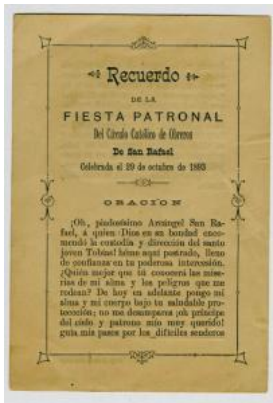 Recuerdo
DE LA
FIESTA PATRONAL
Del Círculo Católico de Obreros
De San Rafael
Celebrada el 29 de octubre de 1893
ORACION
¡Oh, piadosísimo Arcángel San Ra-
fael, á quien Dios en su bondad enco-
mendó la custodia y dirección del santo
joven Tobías! héme aquí postrado, lleno
de confianza en tu poderosa intercesión.
¿Quién mejor que tú conocerá las mise-
rias de mi alma y los peligros que me
rodean? De hoy en adelante pongo mi
alma y mi cuerpo bajo tu saludable pro-
tección; no me desampares ¡oh príncipe
del cielo y patrono mío muy querido!
guía mis pasos por los difíciles senderos